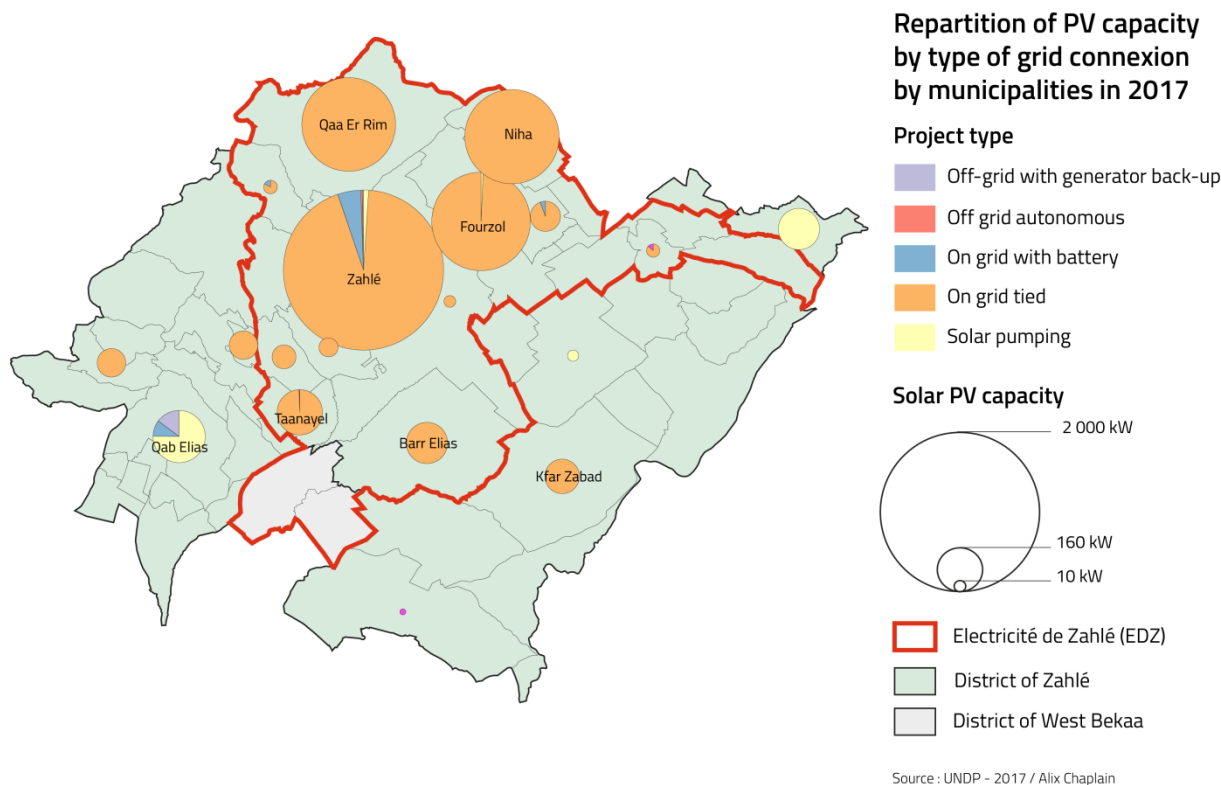 Repartition of PV capacity
by type of grid connexion
by municipalities in 2017
Project type
Off-grid with generator back-up
Off grid autonomous
On grid with battery
On grid tied
Solar pumping
Solar PV capacity
2 000 kW
160 kW
10 kW
Electricité de Zahlé (EDZ)
District of Zahlé
District of West Bekaa
Source : UNDP - 2017 / Alix Chaplain
Qaa Er Rim
Niha
Fourzol
Zahlé
Taanayel
Qab Elias
Barr Elias
Kfar Zabad